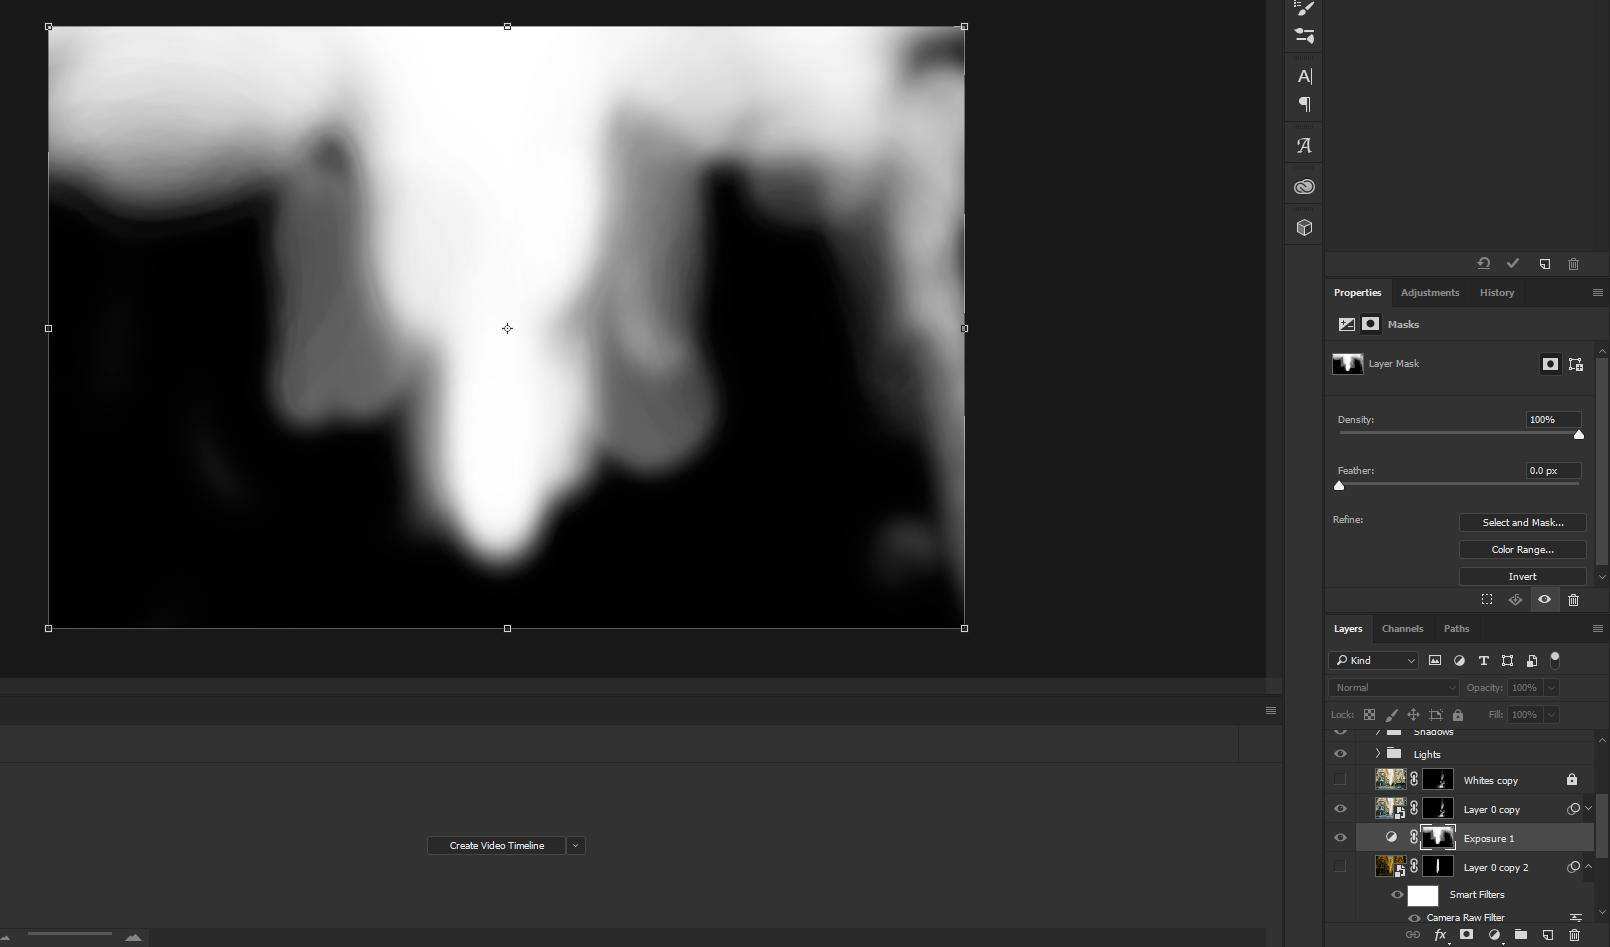 Properties Adjustments History
Masks
Layer Mask
Density: 100%
Feather: 0.0 px
Refine: Select and Mask...
Color Range...
Invert
Layers Channels Paths
Kind
Normal Opacity: 100%
Lock: Fill: 100%
Shadows
Lights
Whites copy
Layer 0 copy
Exposure 1
Layer 0 copy 2
Smart Filters
Camera Raw Filter
fx
Create Video Timeline